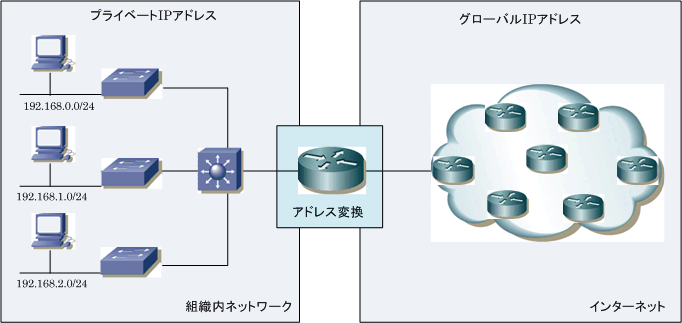 プライベートIPアドレス
グローバルIPアドレス
192.168.0.0/24
192.168.1.0/24
アドレス変換
192.168.2.0/24
組織内ネットワーク
インターネット